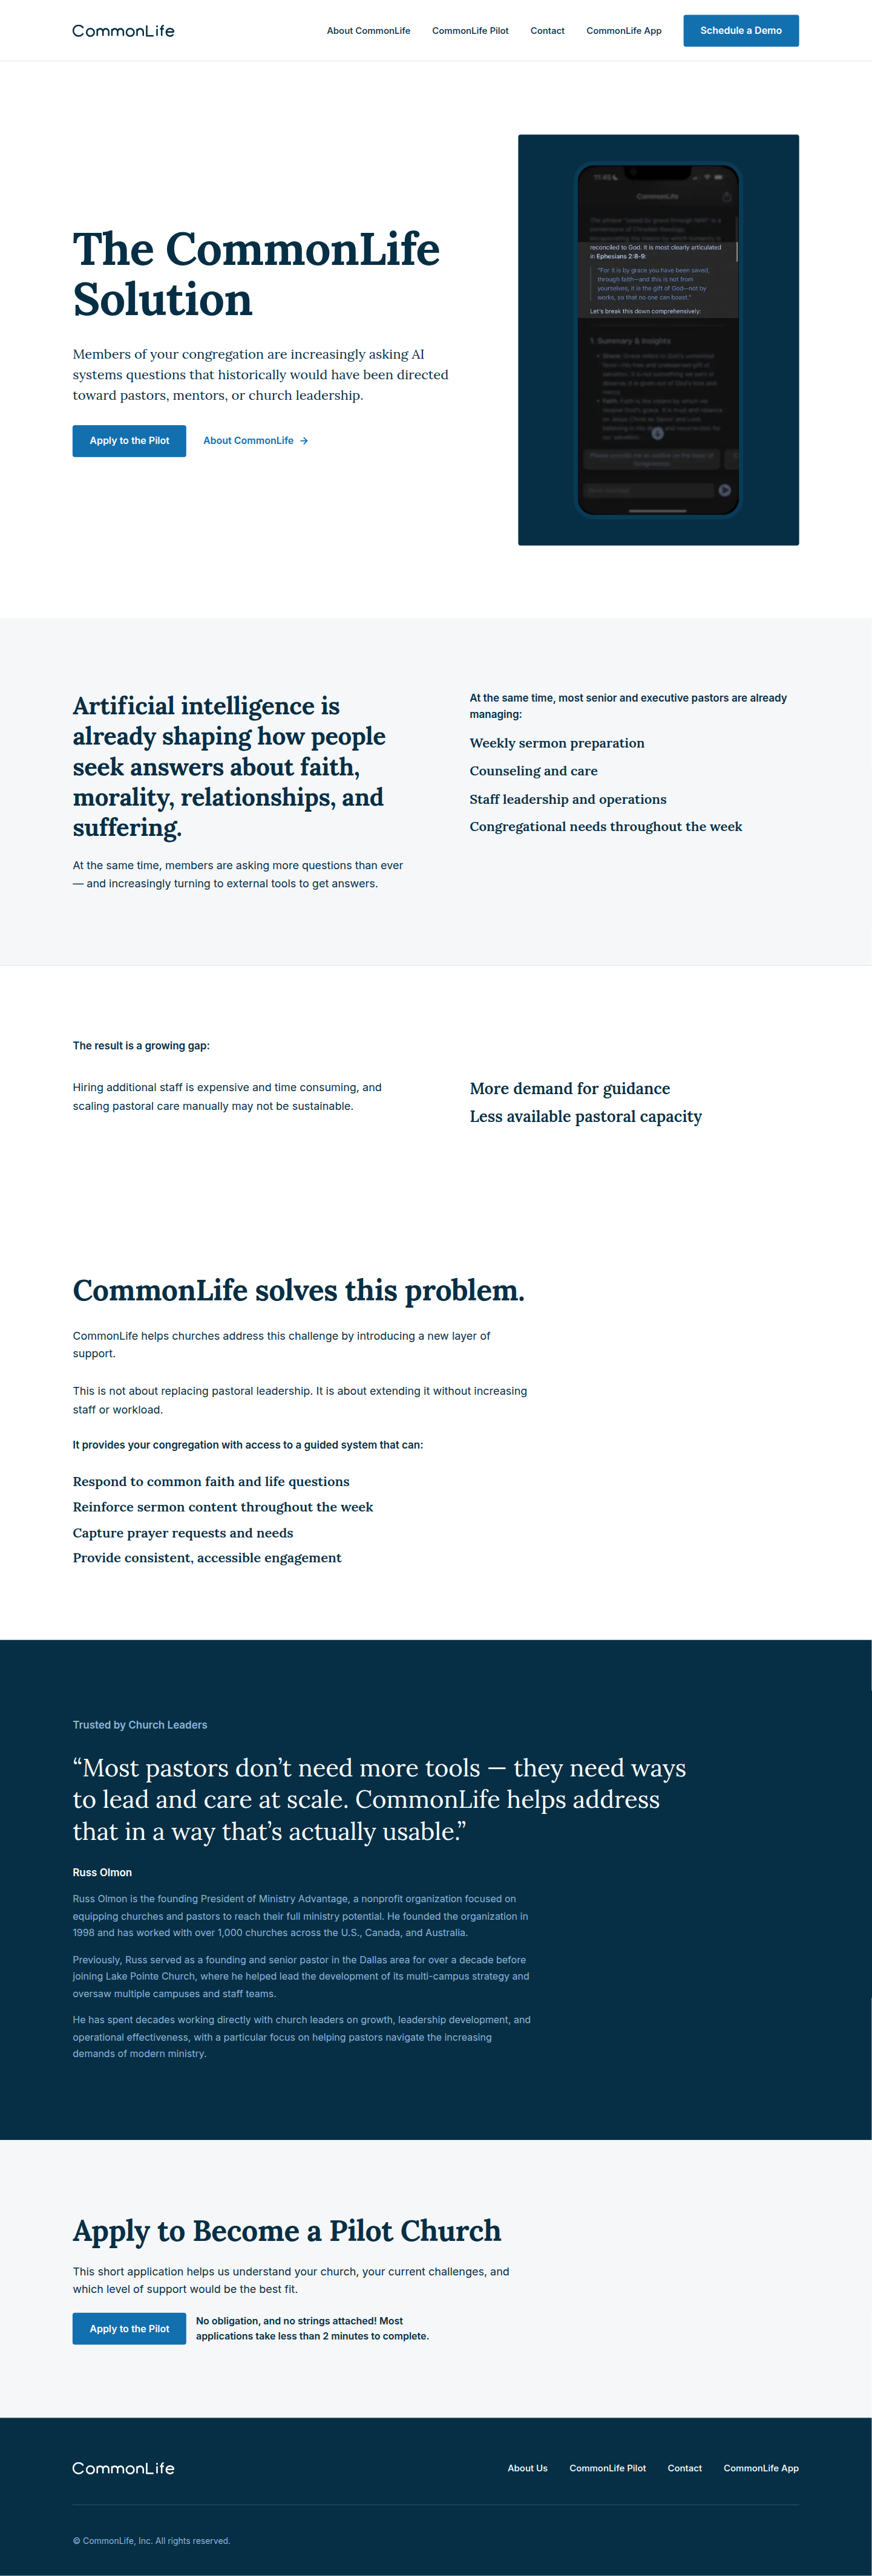 CommonLife
About CommonLife
CommonLife Pilot
Contact
CommonLife App
Schedule a Demo
The CommonLife
Solution
Members of your congregation are increasingly asking AI
systems questions that historically would have been directed
toward pastors, mentors, or church leadership.
Apply to the Pilot
About CommonLife →
11:45
CommonLife
reconciled to God. It is most clearly articulated
in Ephesians 2:8-9:
"For it is by grace you have been saved,
through faith—and this is not from
yourselves, it is the gift of God—not by
works, so that no one can boast."
Let's break this down comprehensively:
1. Summary & Insights
Artificial intelligence is
already shaping how people
seek answers about faith,
morality, relationships, and
suffering.
At the same time, members are asking more questions than ever
— and increasingly turning to external tools to get answers.
At the same time, most senior and executive pastors are already
managing:
Weekly sermon preparation
Counseling and care
Staff leadership and operations
Congregational needs throughout the week
The result is a growing gap:
Hiring additional staff is expensive and time consuming, and
scaling pastoral care manually may not be sustainable.
More demand for guidance
Less available pastoral capacity
CommonLife solves this problem.
CommonLife helps churches address this challenge by introducing a new layer of
support.
This is not about replacing pastoral leadership. It is about extending it without increasing
staff or workload.
It provides your congregation with access to a guided system that can:
Respond to common faith and life questions
Reinforce sermon content throughout the week
Capture prayer requests and needs
Provide consistent, accessible engagement
Trusted by Church Leaders
“Most pastors don’t need more tools — they need ways
to lead and care at scale. CommonLife helps address
that in a way that’s actually usable.”
Russ Olmon
Russ Olmon is the founding President of Ministry Advantage, a nonprofit organization focused on
equipping churches and pastors to reach their full ministry potential. He founded the organization in
1998 and has worked with over 1,000 churches across the U.S., Canada, and Australia.
Previously, Russ served as a founding and senior pastor in the Dallas area for over a decade before
joining Lake Pointe Church, where he helped lead the development of its multi-campus strategy and
oversaw multiple campuses and staff teams.
He has spent decades working directly with church leaders on growth, leadership development, and
operational effectiveness, with a particular focus on helping pastors navigate the increasing
demands of modern ministry.
Apply to Become a Pilot Church
This short application helps us understand your church, your current challenges, and
which level of support would be the best fit.
Apply to the Pilot
No obligation, and no strings attached! Most
applications take less than 2 minutes to complete.
CommonLife
About Us
CommonLife Pilot
Contact
CommonLife App
© CommonLife, Inc. All rights reserved.